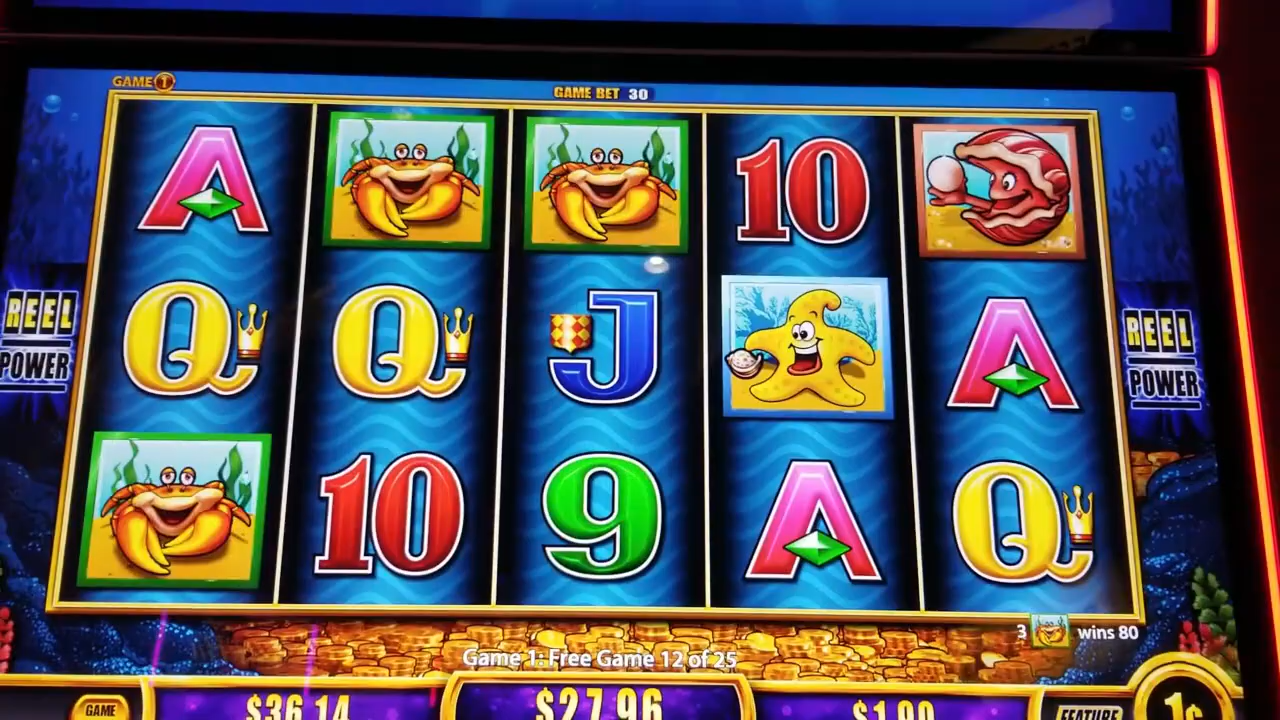 GAME 1
GAME BET 30
A 10
Q Q J A
10 9 A Q
REEL
POWER
REEL
POWER
3 wins 80
Game 1: Free Game 12 of 25
GAME $36.14 $27.96 $1.90 FEATURE 1¢